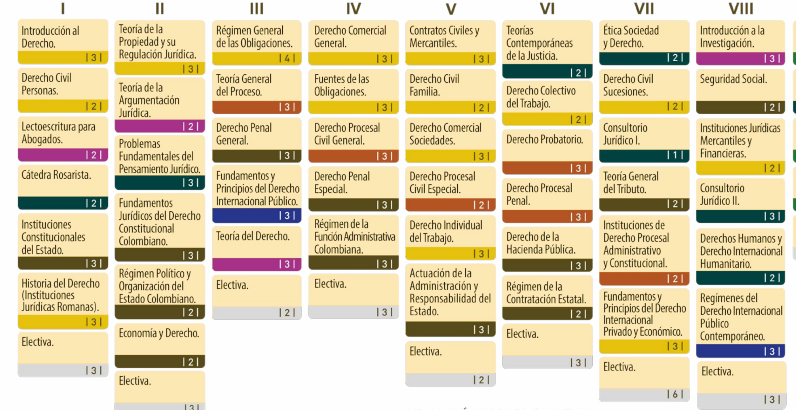 I
Introducción al
Derecho.
|3|
Derecho Civil
Personas.
|2|
Lectoescritura para
Abogados.
|2|
Cátedra Rosarista.
|2|
Instituciones
Constitucionales
del Estado.
|3|
Historia del Derecho
(Instituciones
Jurídicas Romanas).
|3|
Electiva.
|3|
II
Teoría de la
Propiedad y su
Regulación Jurídica.
|3|
Teoría de la
Argumentación
Jurídica.
|2|
Problemas
Fundamentales del
Pensamiento Jurídico.
|3|
Fundamentos
Jurídicos del Derecho
Constitucional
Colombiano.
|3|
Régimen Político y
Organización del
Estado Colombiano.
|2|
Economía y Derecho.
|2|
Electiva.
|3|
III
Régimen General
de las Obligaciones.
|4|
Teoría General
del Proceso.
|3|
Derecho Penal
General.
|3|
Fundamentos y
Principios del Derecho
Internacional Público.
|3|
Teoría del Derecho.
|3|
Electiva.
|2|
IV
Derecho Comercial
General.
|3|
Fuentes de las
Obligaciones.
|3|
Derecho Procesal
Civil General.
|3|
Derecho Penal
Especial.
|3|
Régimen de la
Función Administrativa
Colombiana.
|3|
Electiva.
|3|
V
Contratos Civiles y
Mercantiles.
|3|
Derecho Civil
Familia.
|2|
Derecho Comercial
Sociedades.
|3|
Derecho Procesal
Civil Especial.
|2|
Derecho Individual
del Trabajo.
|3|
Actuación de la
Administración y
Responsabilidad del
Estado.
|3|
Electiva.
|2|
VI
Teorías
Contemporáneas
de la Justicia.
|2|
Derecho Colectivo
del Trabajo.
|2|
Derecho Probatorio.
|3|
Derecho Procesal
Penal.
|3|
Derecho de la
Hacienda Pública.
|3|
Régimen de la
Contratación Estatal.
|2|
Electiva.
|3|
VII
Ética Sociedad
y Derecho.
|2|
Derecho Civil
Sucesiones.
|2|
Consultorio
Jurídico I.
|1|
Teoría General
del Tributo.
|2|
Instituciones de
Derecho Procesal
Administrativo
y Constitucional.
|2|
Fundamentos y
Principios del Derecho
Internacional
Privado y Económico.
|3|
Electiva.
|6|
VIII
Introducción a la
Investigación.
|3|
Seguridad Social.
|2|
Instituciones Jurídicas
Mercantiles y
Financieras.
|2|
Consultorio
Jurídico II.
|3|
Derechos Humanos y
Derecho Internacional
Humanitario.
|2|
Regímenes del
Derecho Internacional
Público
Contemporáneo.
|3|
Electiva.
|3|